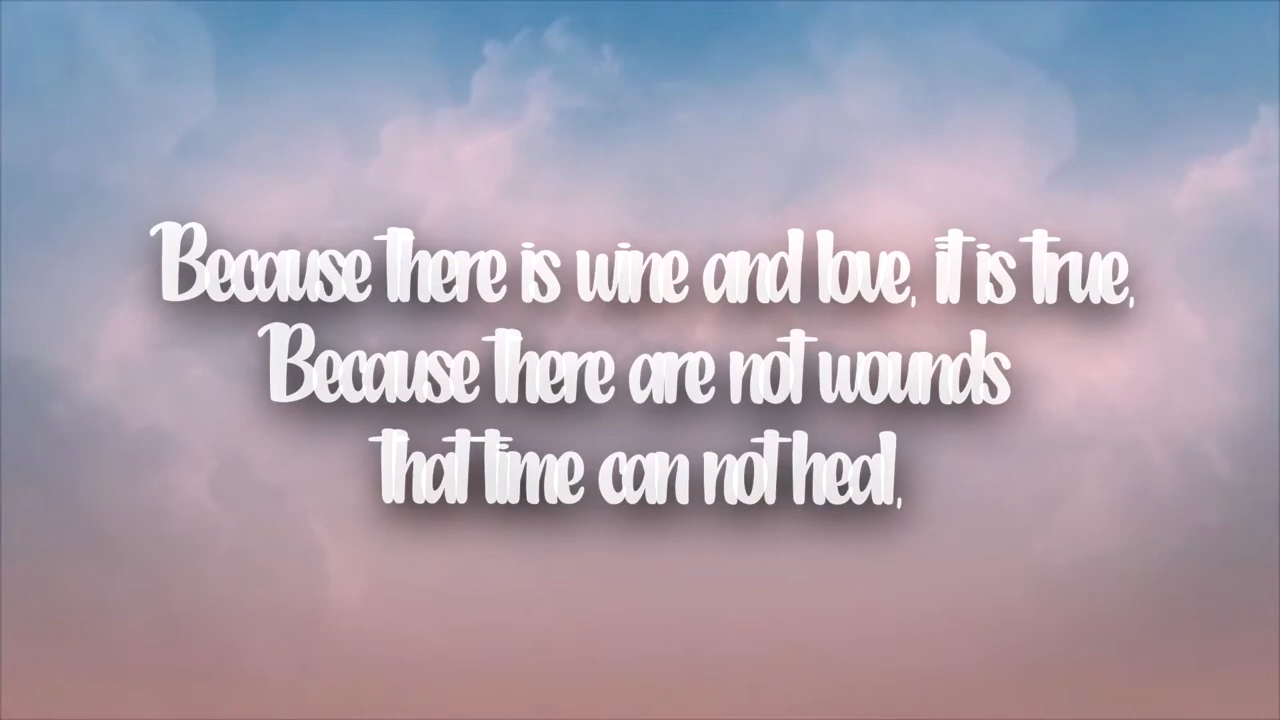 Because there is wine and love, it is true,
Because there are not wounds
that time can not heal,